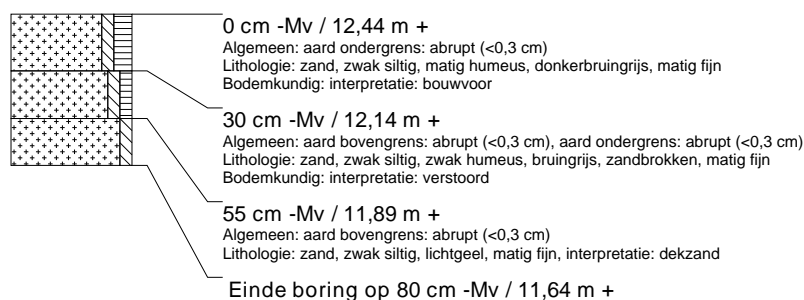 0 cm -Mv / 12,44 m +
Algemeen: aard ondergrens: abrupt (<0,3 cm)
Lithologie: zand, zwak siltig, matig humeus, donkerbruingrijs, matig fijn
Bodemkundig: interpretatie: bouwvoor
30 cm -Mv / 12,14 m +
Algemeen: aard bovengrens: abrupt (<0,3 cm), aard ondergrens: abrupt (<0,3 cm)
Lithologie: zand, zwak siltig, zwak humeus, bruingrijs, zandbrokken, matig fijn
Bodemkundig: interpretatie: verstoord
55 cm -Mv / 11,89 m +
Algemeen: aard bovengrens: abrupt (<0,3 cm)
Lithologie: zand, zwak siltig, lichtgeel, matig fijn, interpretatie: dekzand
Einde boring op 80 cm -Mv / 11,64 m +